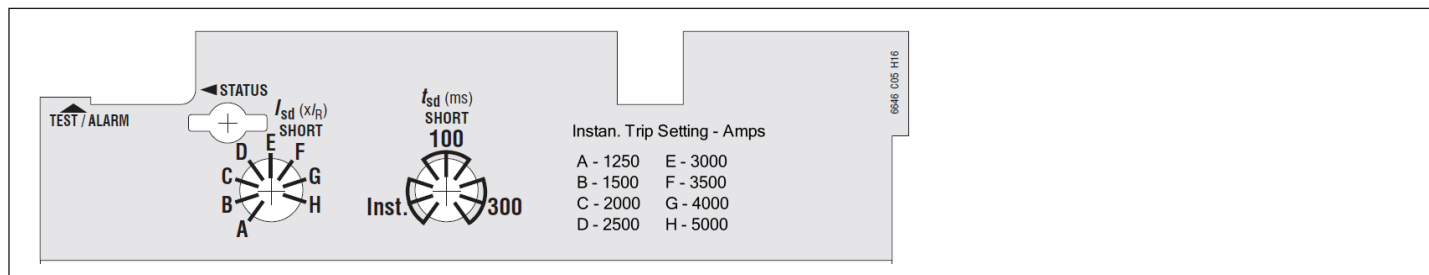 ◄STATUS
TEST / ALARM
Isd (x/R)
SHORT
A
B
C
D
E
F
G
H
tsd (ms)
SHORT
100
Inst.
300
Instan. Trip Setting - Amps
A - 1250 E - 3000
B - 1500 F - 3500
C - 2000 G - 4000
D - 2500 H - 5000
6646 C05 H16